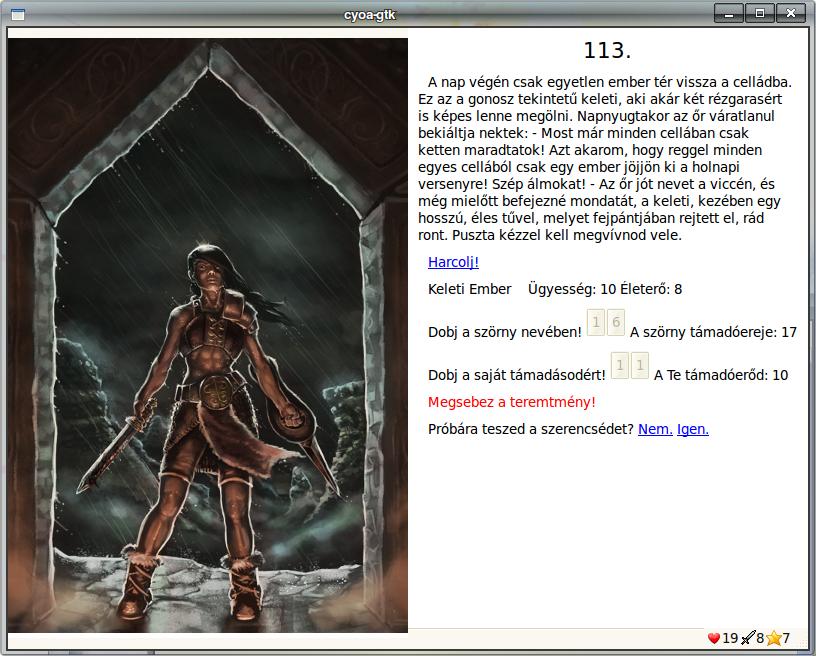 cyoa-gtk
113.
A nap végén csak egyetlen ember tér vissza a celládba.
Ez az a gonosz tekintetű keleti, aki akár két rézgarasért
is képes lenne megölni. Napnyugtakor az őr váratlanul
bekiáltja nektek: - Most már minden cellában csak
ketten maradtatok! Azt akarom, hogy reggel minden
egyes cellából csak egy ember jöjjön ki a holnapi
versenyre! Szép álmokat! - Az őr jót nevet a viccén, és
még mielőtt befejezné mondatát, a keleti, kezében egy
hosszú, éles tűvel, melyet fejpántjában rejtett el, rád
ront. Puszta kézzel kell megvívnod vele.
Harcolj!
Keleti Ember Ügyesség: 10 Életerő: 8
Dobj a szörny nevében! 1 6 A szörny támadóereje: 17
Dobj a saját támadásodért! 1 1 A Te támadóerőd: 10
Megsebez a teremtmény!
Próbára teszed a szerencsédet? Nem. Igen.
19 8 7